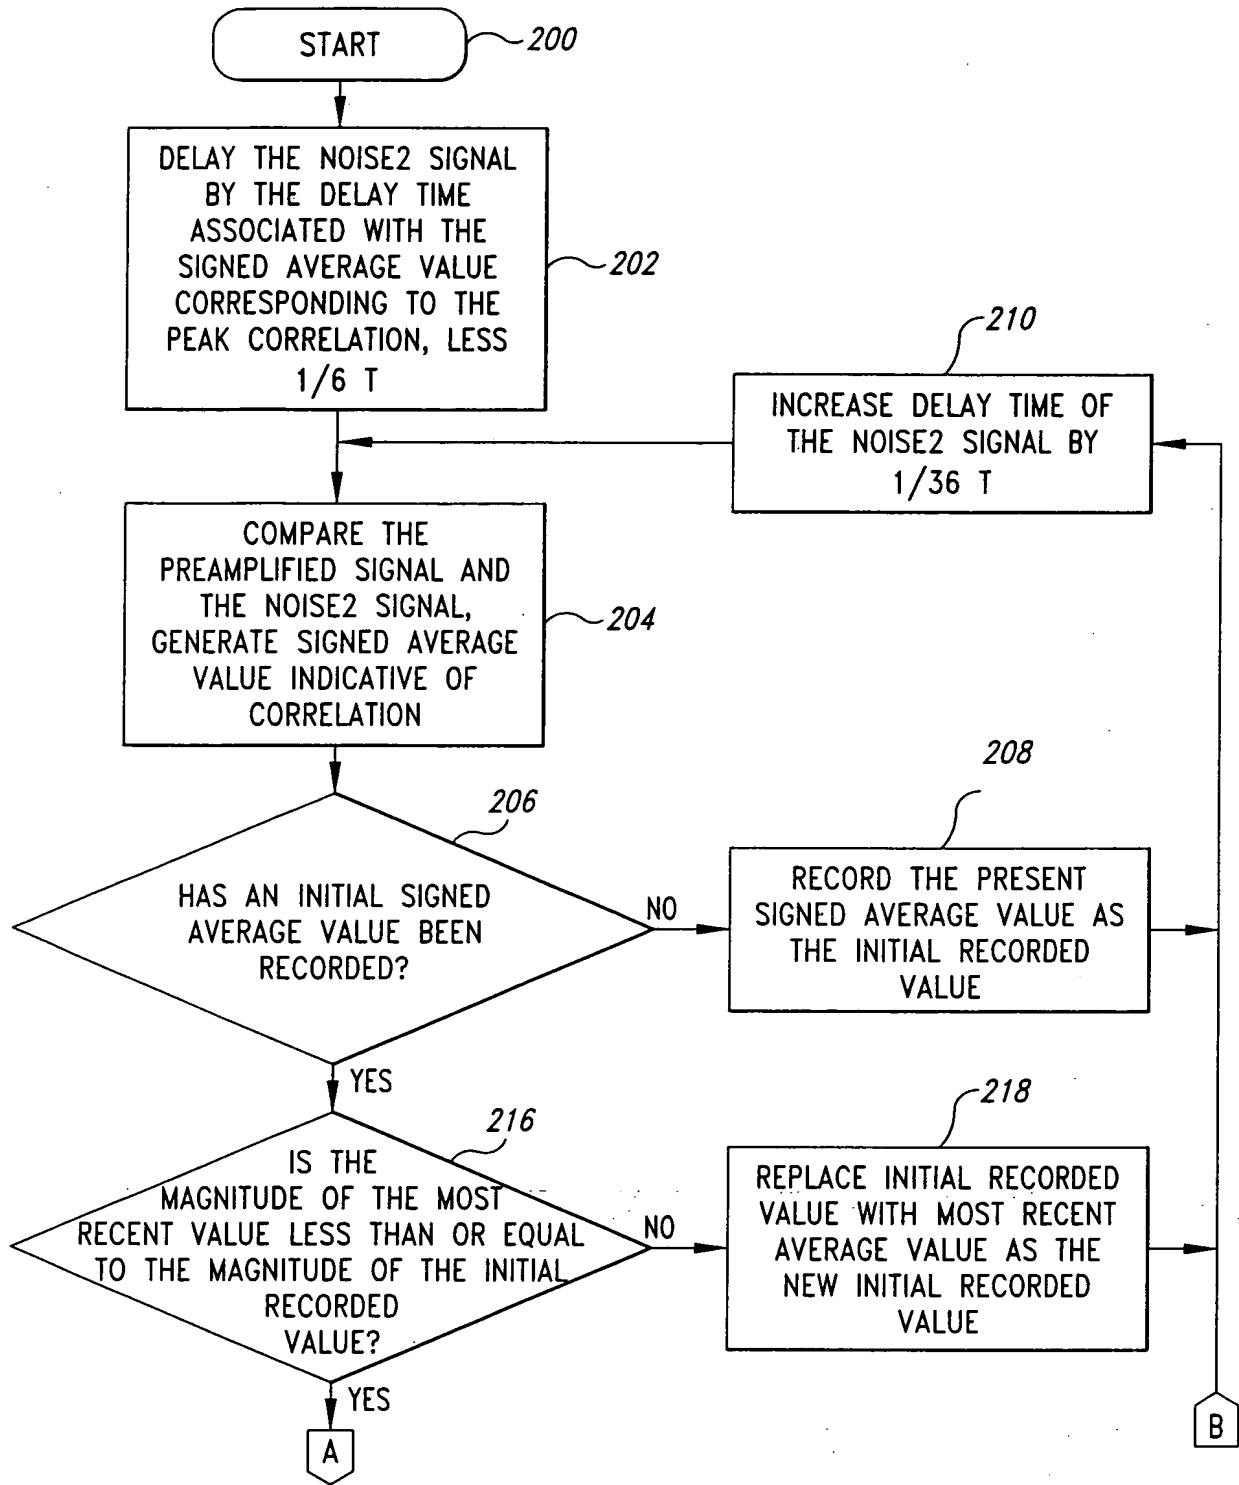 START
200
DELAY THE NOISE2 SIGNAL
BY THE DELAY TIME
ASSOCIATED WITH THE
SIGNED AVERAGE VALUE
CORRESPONDING TO THE
PEAK CORRELATION, LESS
1/6 T
202
210
INCREASE DELAY TIME OF
THE NOISE2 SIGNAL BY
1/36 T
COMPARE THE
PREAMPLIFIED SIGNAL AND
THE NOISE2 SIGNAL,
GENERATE SIGNED AVERAGE
VALUE INDICATIVE OF
CORRELATION
204
206
HAS AN INITIAL SIGNED
AVERAGE VALUE BEEN
RECORDED?
NO
208
RECORD THE PRESENT
SIGNED AVERAGE VALUE AS
THE INITIAL RECORDED
VALUE
YES
216
IS THE
MAGNITUDE OF THE MOST
RECENT VALUE LESS THAN OR EQUAL
TO THE MAGNITUDE OF THE INITIAL
RECORDED
VALUE?
NO
218
REPLACE INITIAL RECORDED
VALUE WITH MOST RECENT
AVERAGE VALUE AS THE
NEW INITIAL RECORDED
VALUE
YES
A
B